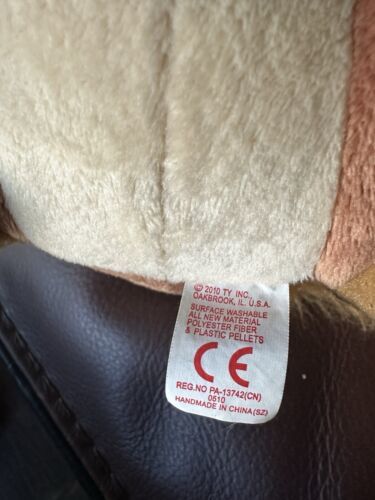 © 2010 TY INC.,
OAKBROOK, IL. U.S.A.
SURFACE WASHABLE
ALL NEW MATERIAL
POLYESTER FIBER
& PLASTIC PELLETS
CE
REG.NO PA-13742(CN)
0510
HANDMADE IN CHINA(SZ)